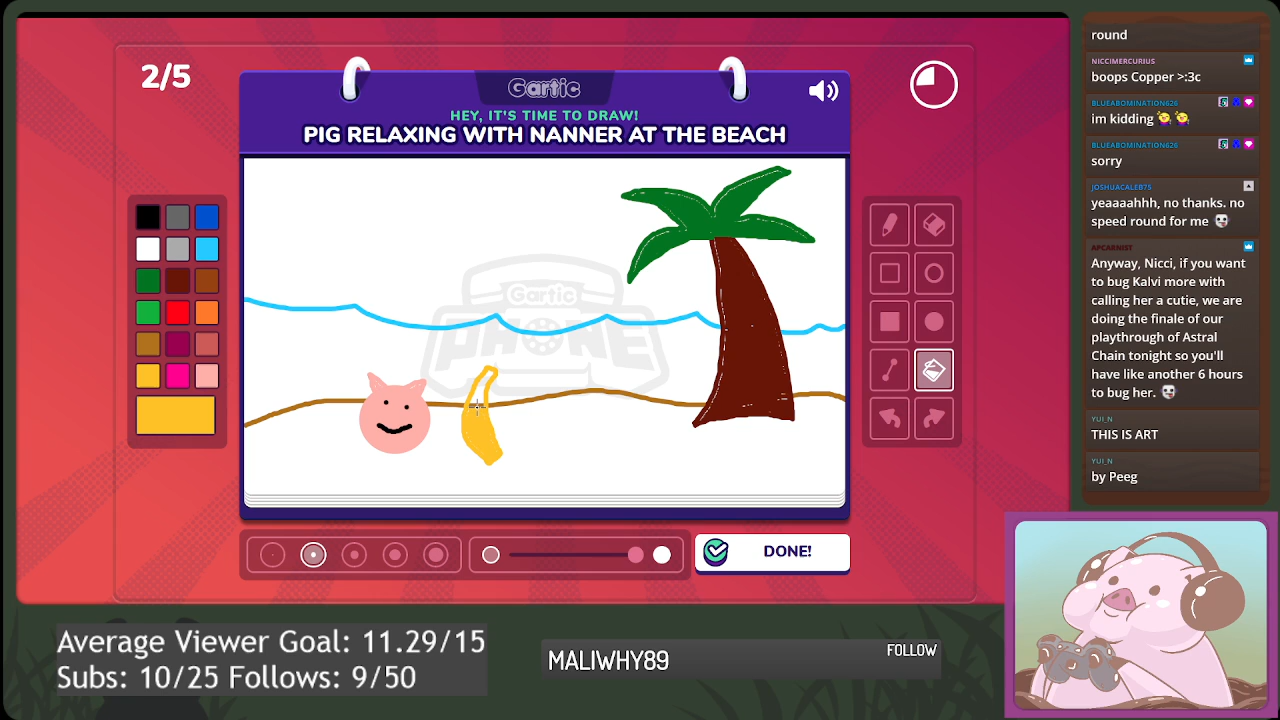 2/5
Gartic
HEY, IT'S TIME TO DRAW!
PIG RELAXING WITH NANNER AT THE BEACH
Gartic
PHONE
DONE!
round
NICCIMERCURIUS
boops Copper >:3c
BLUEABOMINATION626
im kidding
BLUEABOMINATION626
sorry
JOSHUACALEB75
yeaaaahhh, no thanks. no
speed round for me
APCARNIST
Anyway, Nicci, if you want
to bug Kalvi more with
calling her a cutie, we are
doing the finale of our
playthrough of Astral
Chain tonight so you'll
have like another 6 hours
to bug her.
YUI_N
THIS IS ART
YUI_N
by Peeg
Average Viewer Goal: 11.29/15
Subs: 10/25 Follows: 9/50
MALIWHY89
FOLLOW